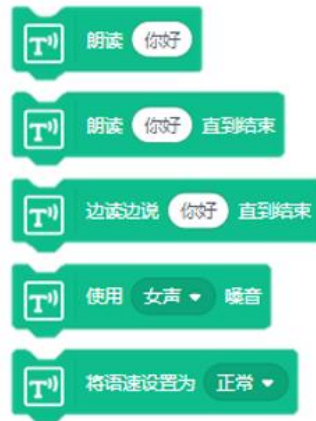 T 朗读 你好
T 朗读 你好 直到结束
T 边读边说 你好 直到结束
T 使用 女声 嗓音
T 将语速设置为 正常